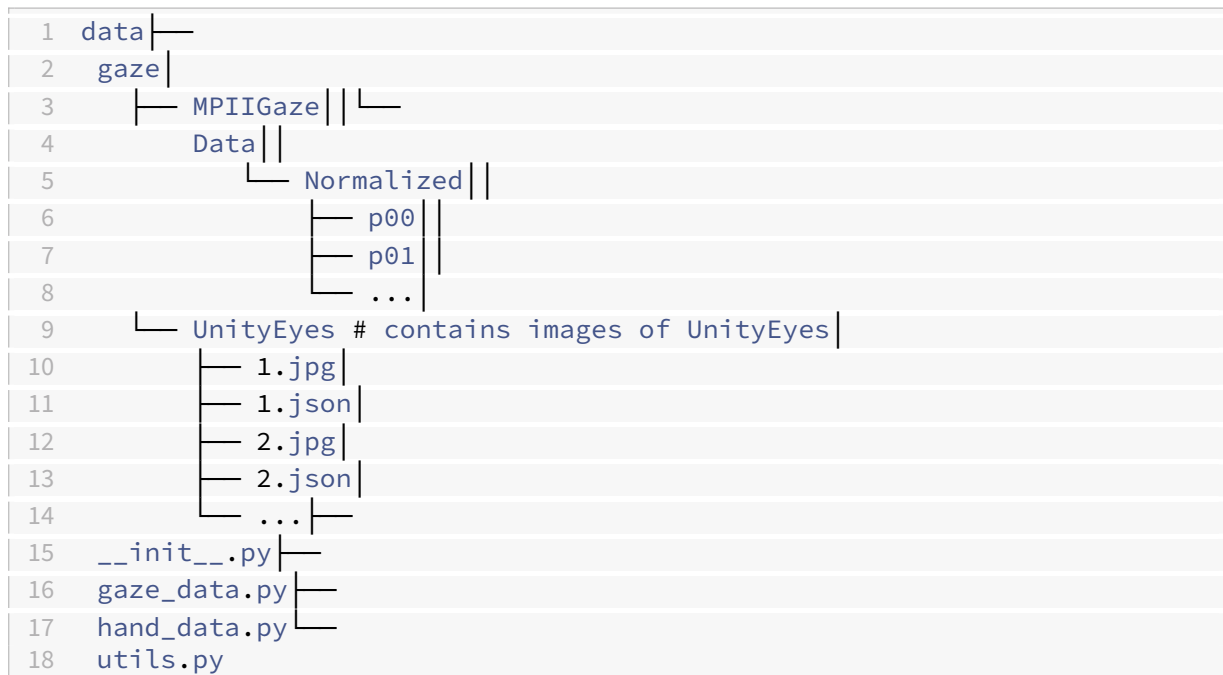 1 data├──
2 gaze│
3 ├── MPIIGaze││└──
4 Data││
5 └── Normalized││
6 ├── p00││
7 ├── p01││
8 └── ...│
9 └── UnityEyes # contains images of UnityEyes│
10 ├── 1.jpg│
11 ├── 1.json│
12 ├── 2.jpg│
13 ├── 2.json│
14 └── ...├──
15 __init__.py├──
16 gaze_data.py├──
17 hand_data.py└──
18 utils.py